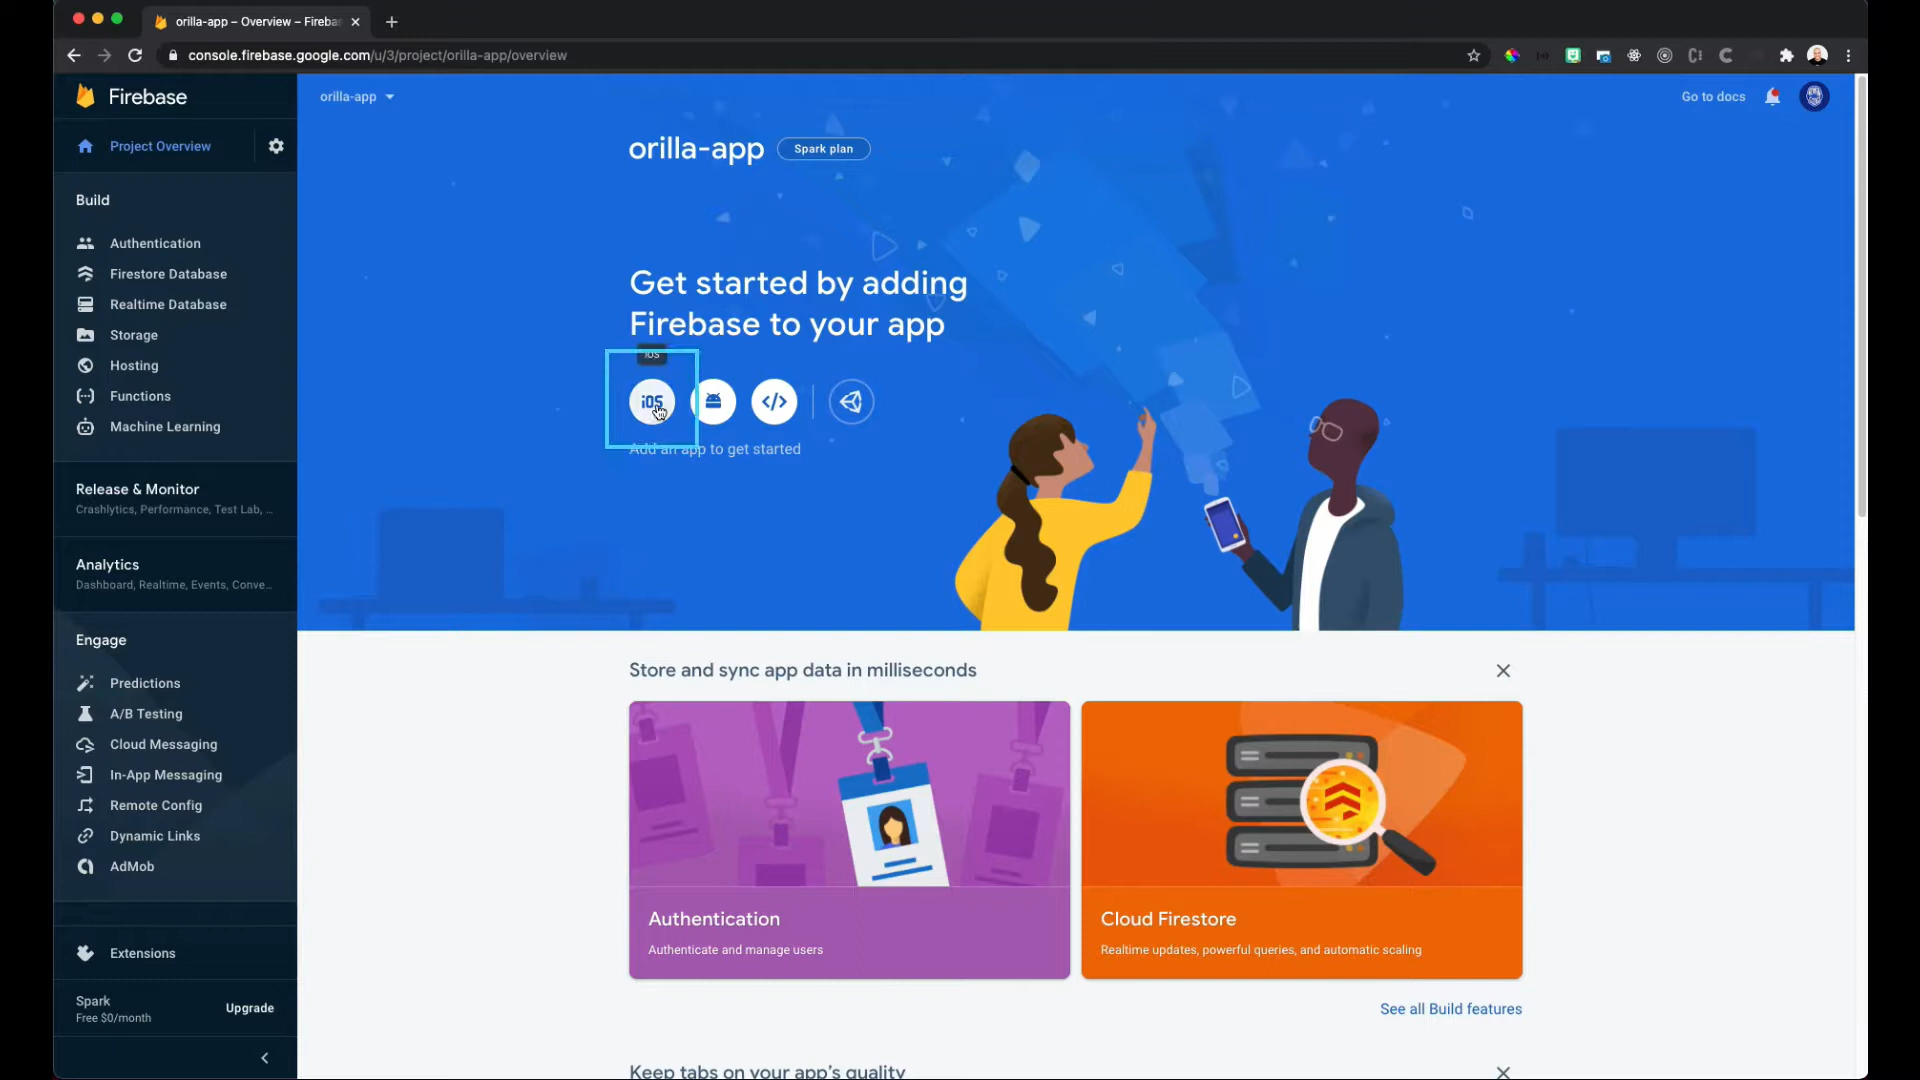 orilla-app – Overview – Fireba
console.firebase.google.com/u/3/project/orilla-app/overview
Firebase
orilla-app
Go to docs
Project Overview
orilla-app
Spark plan
Build
Authentication
Firestore Database
Realtime Database
Storage
Hosting
Functions
Machine Learning
Get started by adding
Firebase to your app
iOS
iOS
Add an app to get started
Release & Monitor
Crashlytics, Performance, Test Lab, ...
Analytics
Dashboard, Realtime, Events, Conve...
Engage
Predictions
A/B Testing
Cloud Messaging
In-App Messaging
Remote Config
Dynamic Links
AdMob
Extensions
Spark
Free $0/month
Upgrade
Store and sync app data in milliseconds
Authentication
Authenticate and manage users
Cloud Firestore
Realtime updates, powerful queries, and automatic scaling
See all Build features
Keep tabs on your app's quality